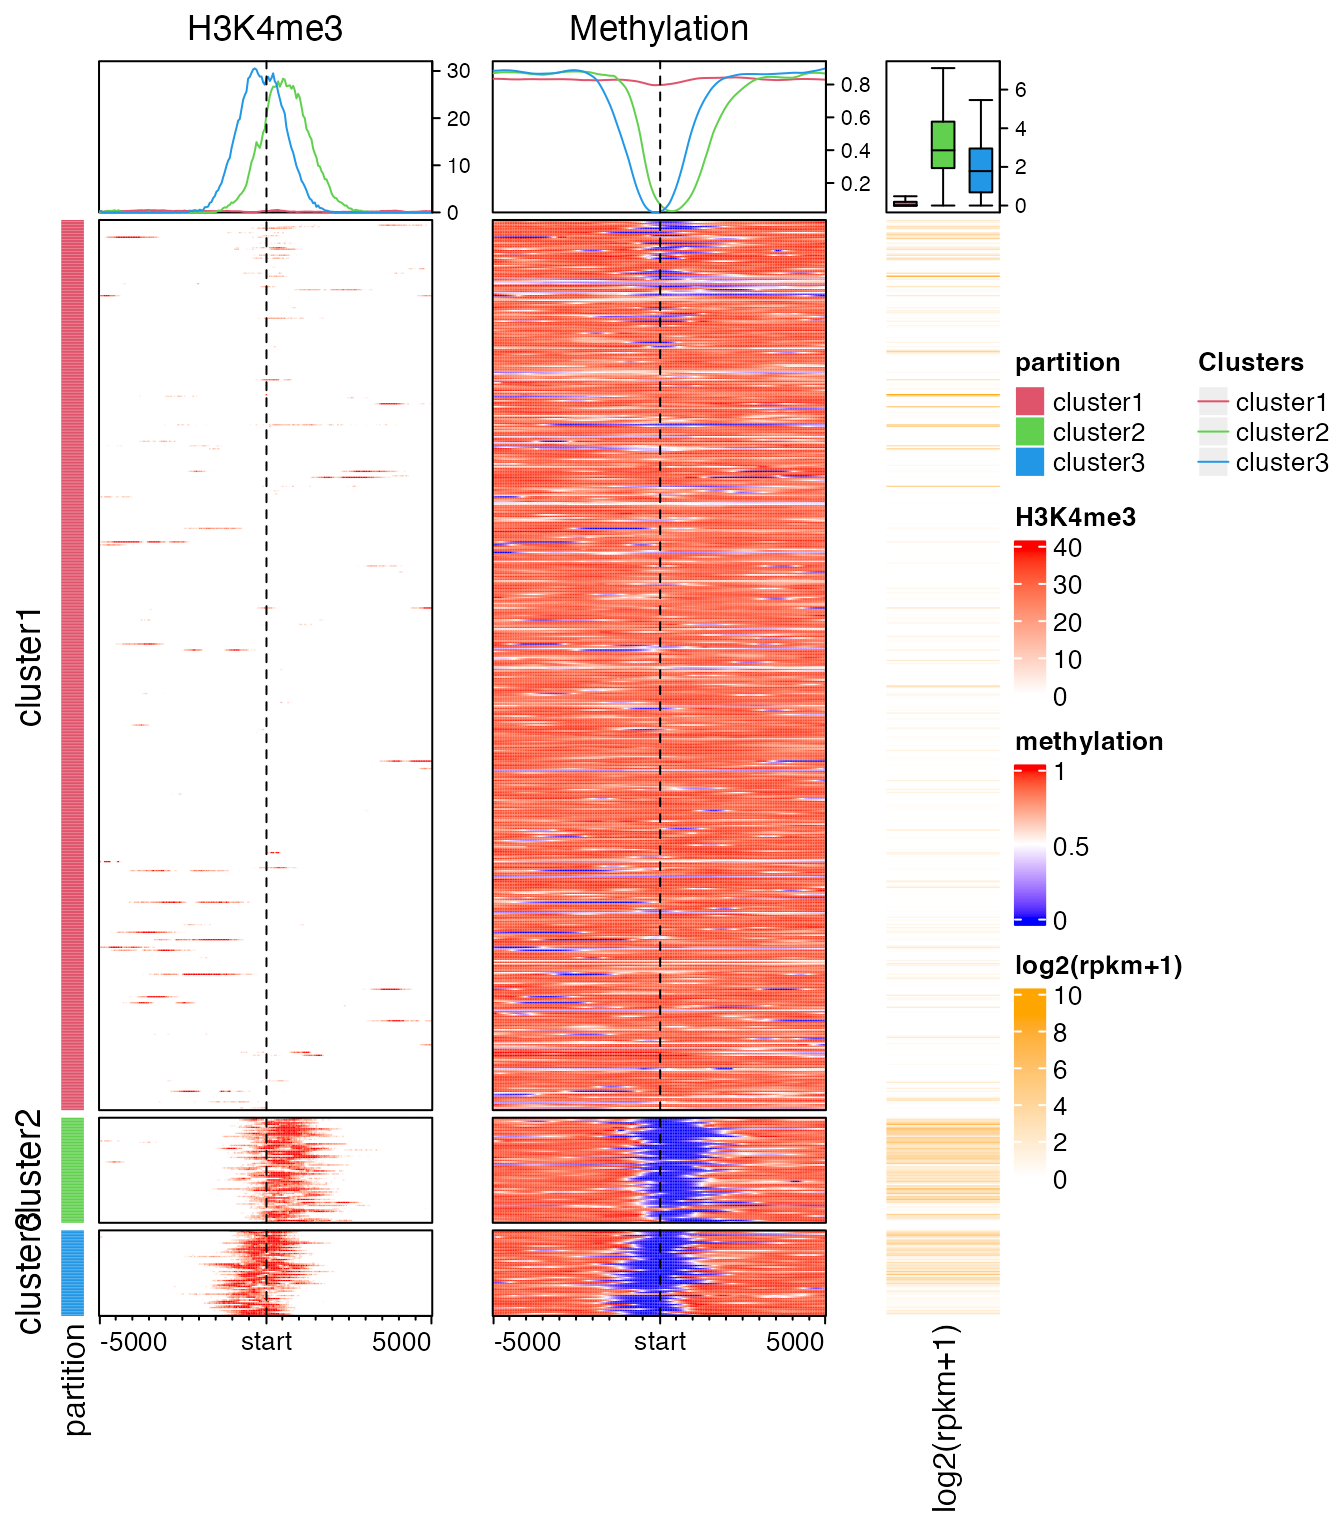 H3K4me3
Methylation
30
20
10
0
0.8
0.6
0.4
0.2
6
4
2
0
cluster1
cluster2
cluster3
partition
-5000 start 5000
-5000 start 5000
log2(rpkm+1)
partition
cluster1
cluster2
cluster3
Clusters
cluster1
cluster2
cluster3
H3K4me3
40
30
20
10
0
methylation
1
0.5
0
log2(rpkm+1)
10
8
6
4
2
0